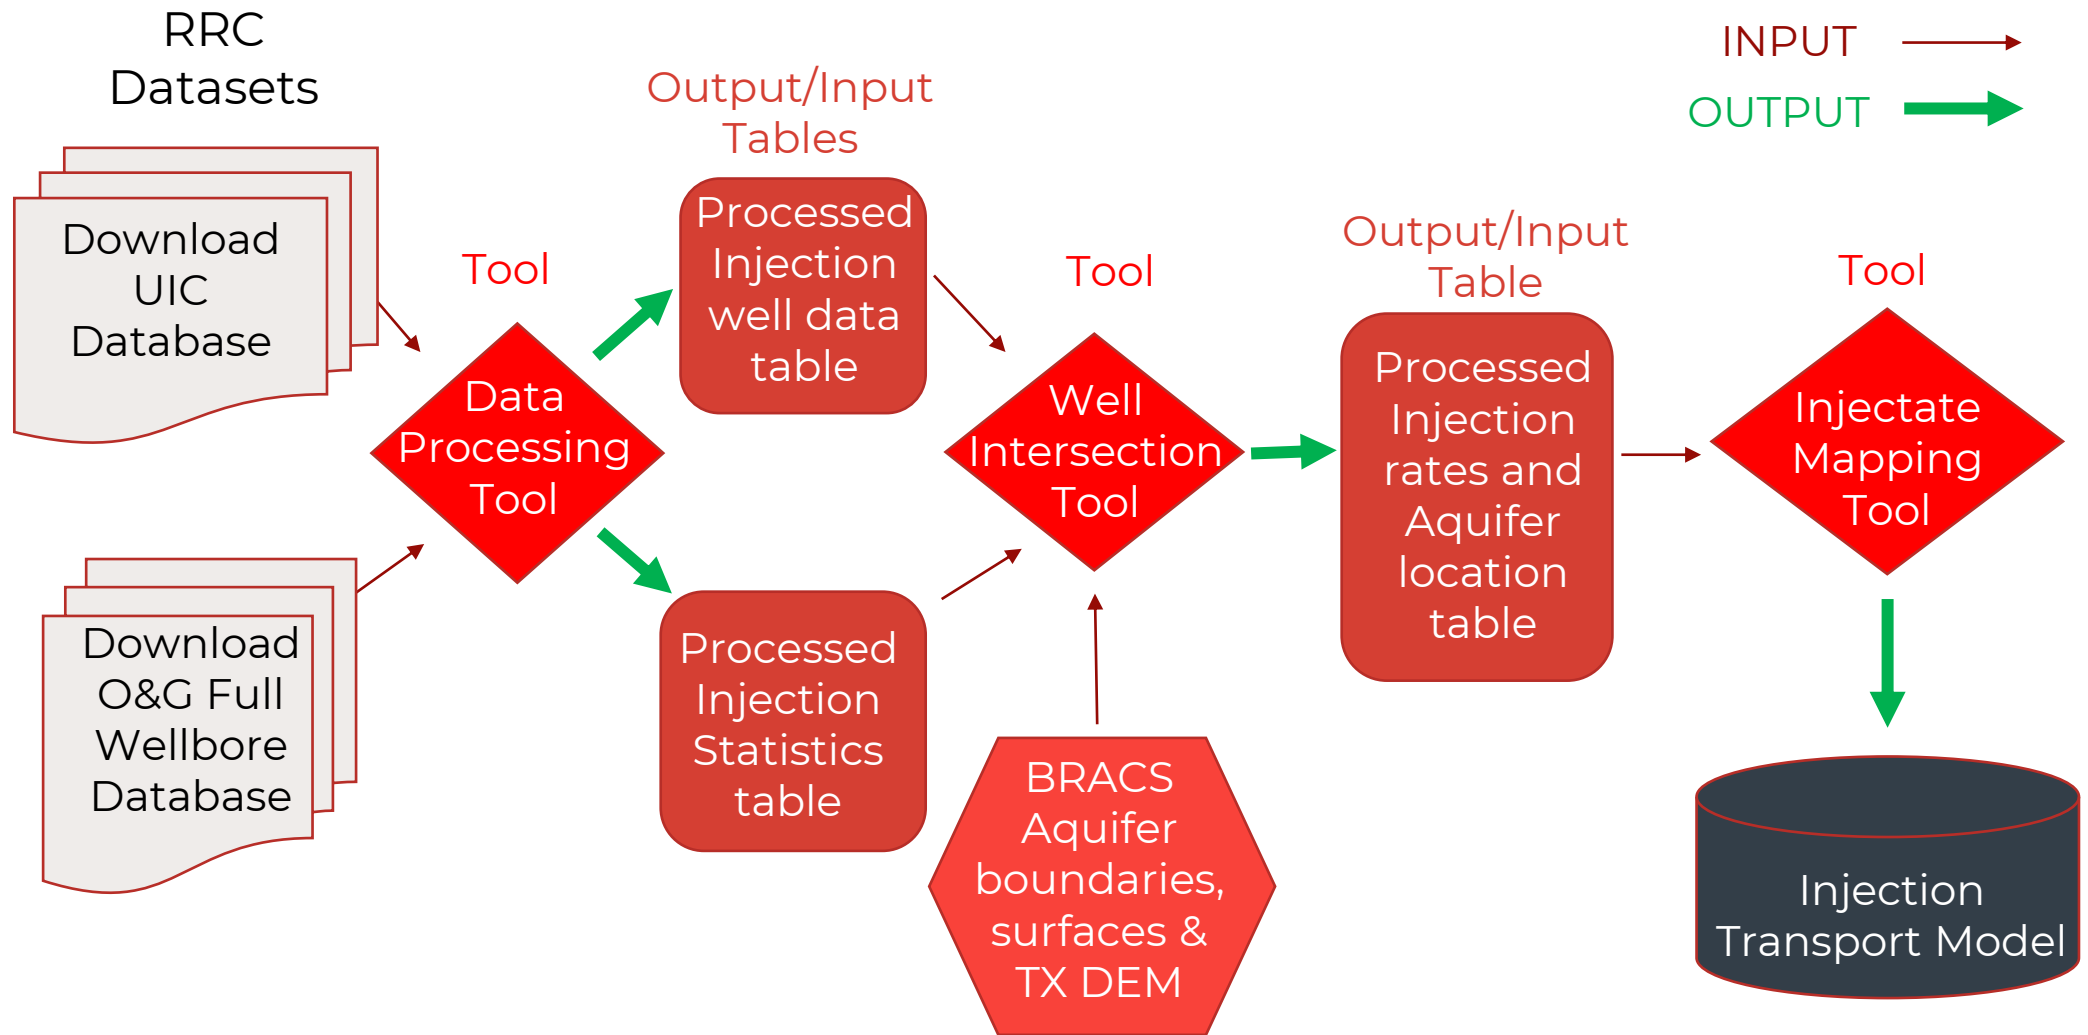 RRC
Datasets
Download
UIC
Database
Download
O&G Full
Wellbore
Database
Tool
Data
Processing
Tool
Output/Input
Tables
Processed
Injection
well data
table
Processed
Injection
Statistics
table
Tool
Well
Intersection
Tool
BRACS
Aquifer
boundaries,
surfaces &
TX DEM
Output/Input
Table
Processed
Injection
rates and
Aquifer
location
table
INPUT
OUTPUT
Tool
Injectate
Mapping
Tool
Injection
Transport Model